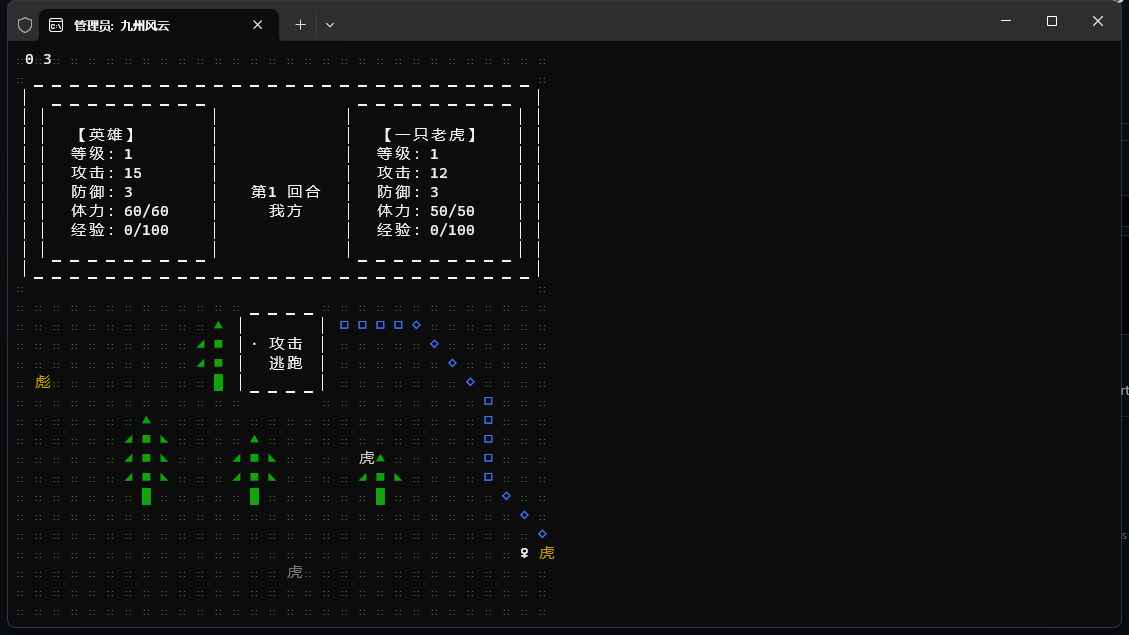 管理员: 九州风云
0 3
【英雄】 【一只老虎】
等级: 1 等级: 1
攻击: 15 攻击: 12
防御: 3 第1 回合 防御: 3
体力: 60/60 我方 体力: 50/50
经验: 0/100 经验: 0/100
· 攻击
逃跑
彪
虎
虎
虎